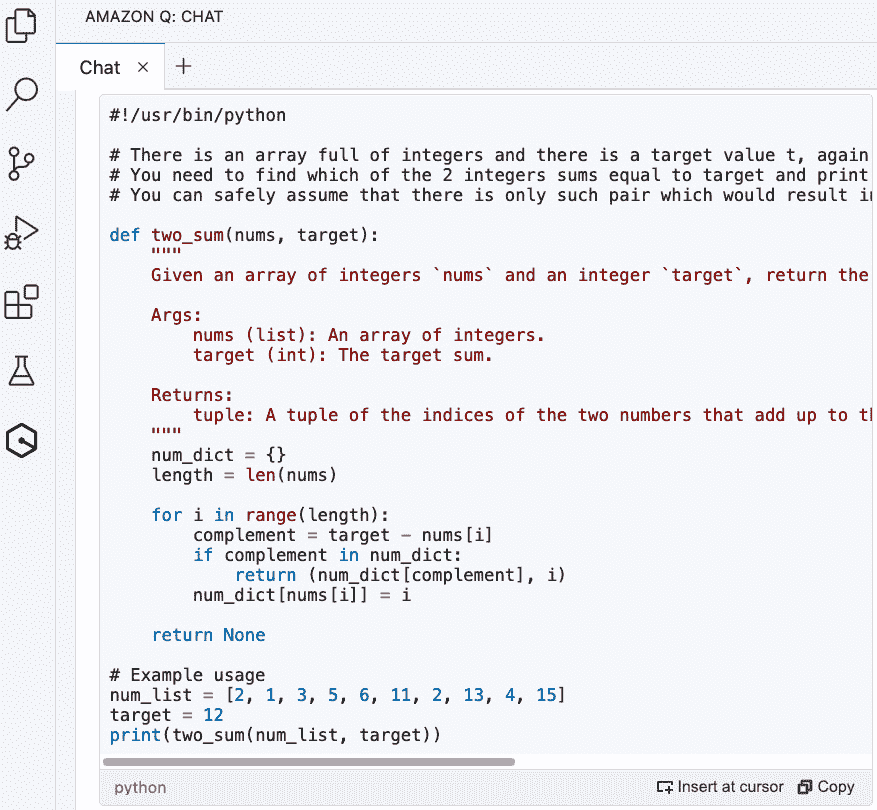 AMAZON Q: CHAT
Chat × +
#!/usr/bin/python

# There is an array full of integers and there is a target value t, again
# You need to find which of the 2 integers sums equal to target and print
# You can safely assume that there is only such pair which would result in

def two_sum(nums, target):
    """
    Given an array of integers `nums` and an integer `target`, return the

    Args:
        nums (list): An array of integers.
        target (int): The target sum.

    Returns:
        tuple: A tuple of the indices of the two numbers that add up to th
    """
    num_dict = {}
    length = len(nums)

    for i in range(length):
        complement = target - nums[i]
        if complement in num_dict:
            return (num_dict[complement], i)
        num_dict[nums[i]] = i

    return None

# Example usage
num_list = [2, 1, 3, 5, 6, 11, 2, 13, 4, 15]
target = 12
print(two_sum(num_list, target))
python
Insert at cursor Copy